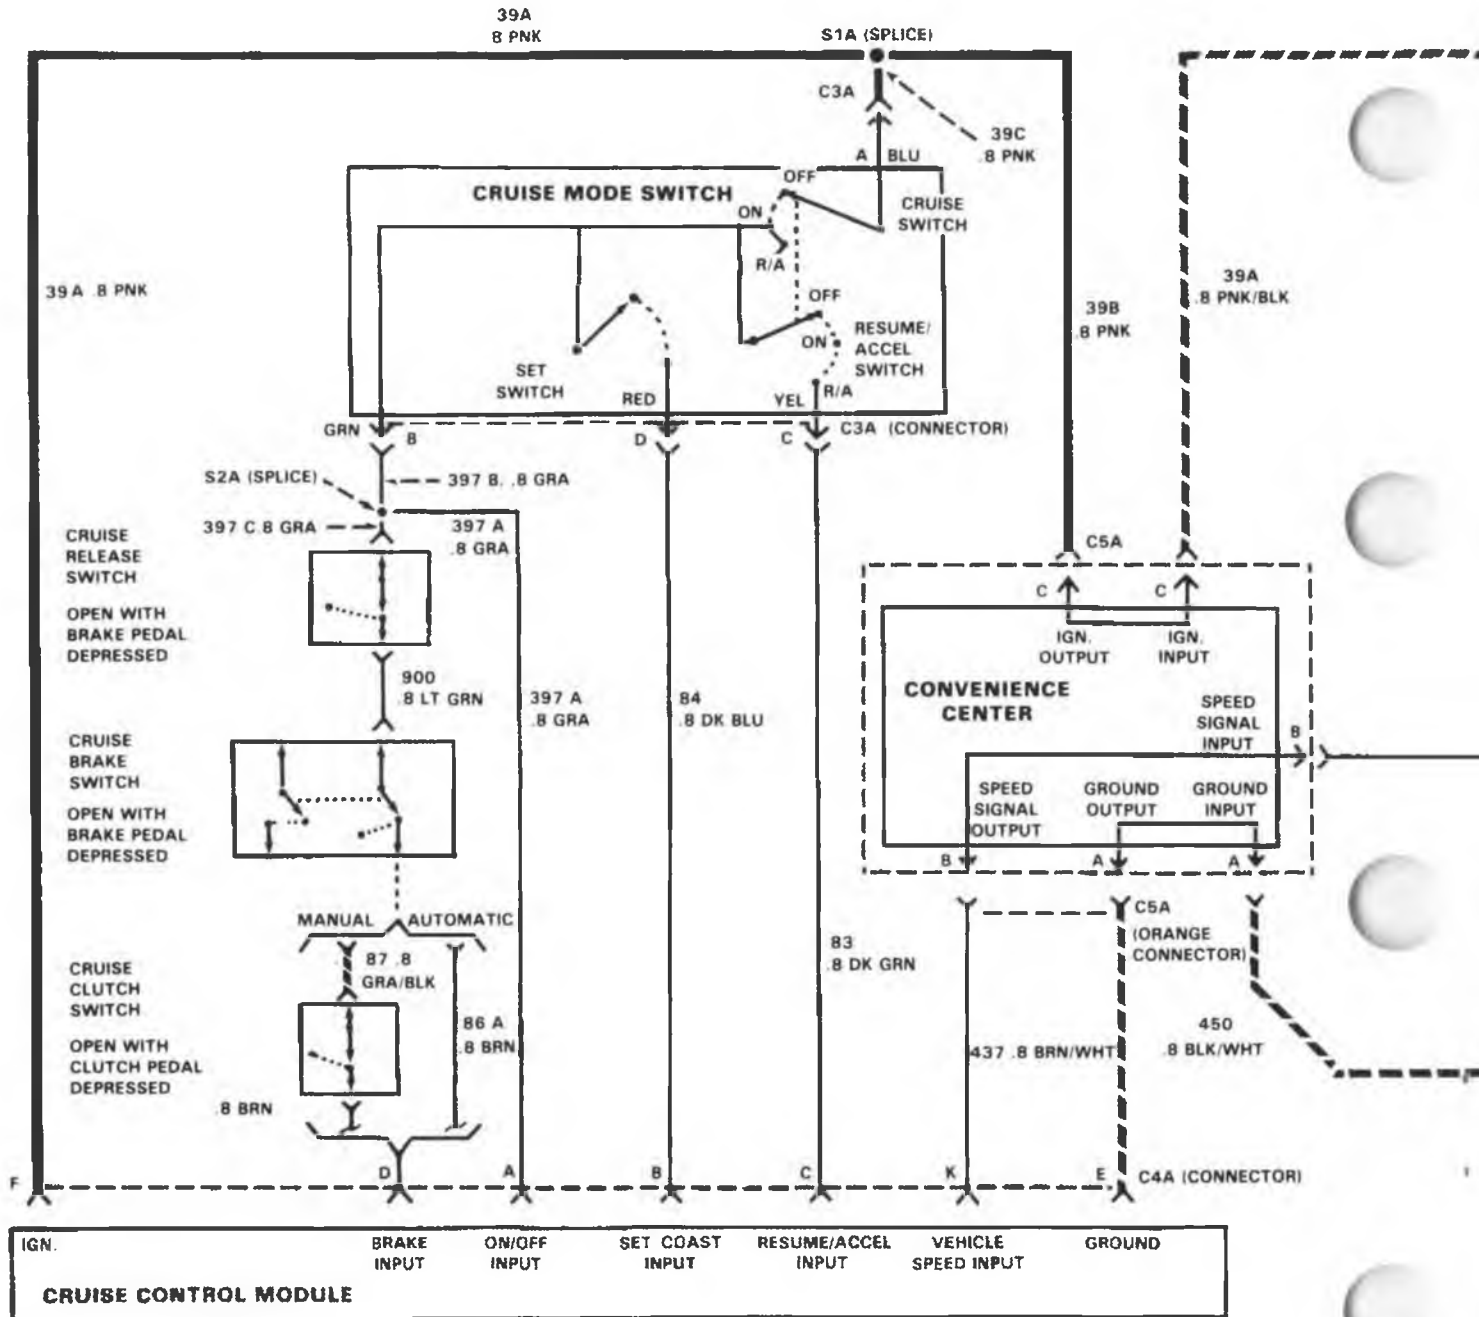 39A
8 PNK
S1A (SPLICE)
C3A
39C
.8 PNK
A BLU
OFF
CRUISE MODE SWITCH
ON
CRUISE
SWITCH
R/A
39 A .8 PNK
39B
.8 PNK
39A
.8 PNK/BLK
OFF
RESUME/
ACCEL
SWITCH
ON
SET
SWITCH
R/A
RED
YEL
GRN
B
D
C
C3A (CONNECTOR)
S2A (SPLICE)
397 B. .8 GRA
397 C.8 GRA
397 A
.8 GRA
CRUISE
RELEASE
SWITCH
OPEN WITH
BRAKE PEDAL
DEPRESSED
C5A
C
C
IGN.
OUTPUT
IGN.
INPUT
900
.8 LT GRN
397 A
.8 GRA
84
.8 DK BLU
CONVENIENCE
CENTER
SPEED
SIGNAL
INPUT
B
CRUISE
BRAKE
SWITCH
OPEN WITH
BRAKE PEDAL
DEPRESSED
SPEED
SIGNAL
OUTPUT
GROUND
OUTPUT
GROUND
INPUT
B
A
A
MANUAL
AUTOMATIC
C5A
(ORANGE
CONNECTOR)
87 .8
GRA/BLK
83
.8 DK GRN
CRUISE
CLUTCH
SWITCH
OPEN WITH
CLUTCH PEDAL
DEPRESSED
86 A
.8 BRN
437 .8 BRN/WHT
450
.8 BLK/WHT
.8 BRN
F
D
A
B
C
K
E
C4A (CONNECTOR)
IGN.
BRAKE
INPUT
ON/OFF
INPUT
SET COAST
INPUT
RESUME/ACCEL
INPUT
VEHICLE
SPEED INPUT
GROUND
CRUISE CONTROL MODULE